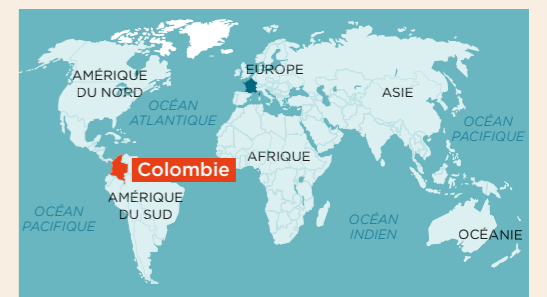 AMÉRIQUE
DU NORD
EUROPE
ASIE
OCÉAN
ATLANTIQUE
OCÉAN
PACIFIQUE
AFRIQUE
Colombie
AMÉRIQUE
DU SUD
OCÉAN
PACIFIQUE
OCÉAN
INDIEN
OCÉANIE